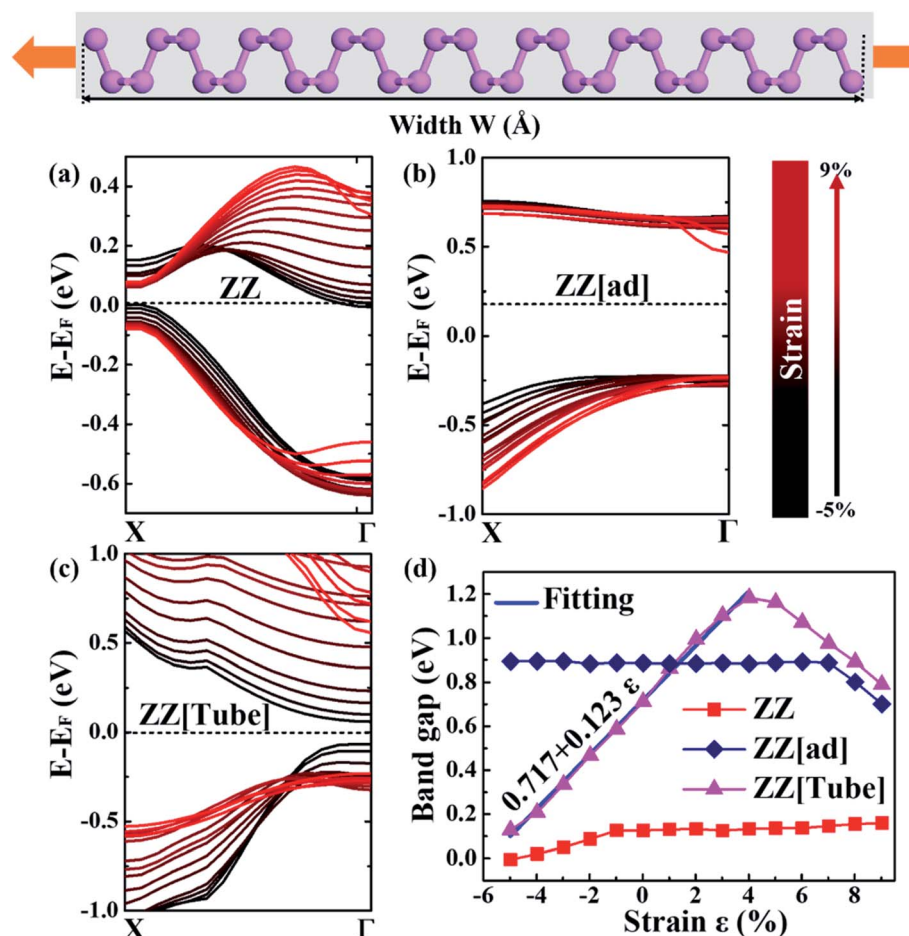 Width W (Å)
(a)
0.4
0.2
0.0
-0.2
-0.4
-0.6
E-EF (eV)
ZZ
X
Γ
(b)
1.0
0.5
0.0
-0.5
-1.0
E-EF (eV)
ZZ[ad]
X
Γ
Strain
9%
-5%
(c)
1.0
0.5
0.0
-0.5
-1.0
E-EF (eV)
ZZ[Tube]
X
Γ
(d)
1.2
1.0
0.8
0.6
0.4
0.2
0.0
Band gap (eV)
Fitting
0.717+0.123 ε
ZZ
ZZ[ad]
ZZ[Tube]
-6 -4 -2 0 2 4 6 8
Strain ε (%)